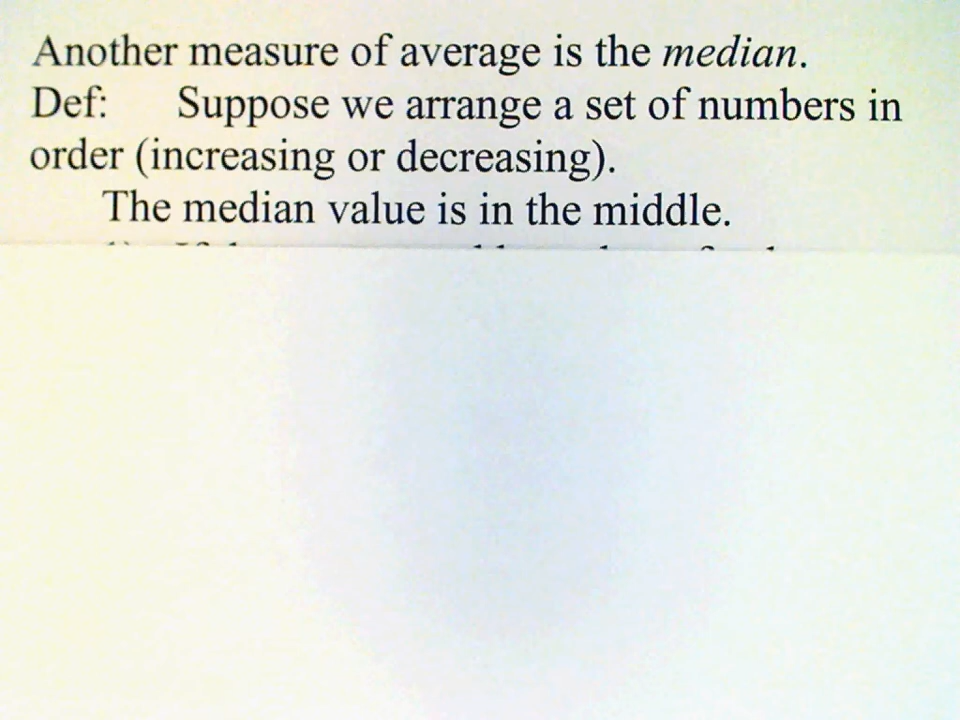 Another measure of average is the median.
Def: Suppose we arrange a set of numbers in
order (increasing or decreasing).
The median value is in the middle.